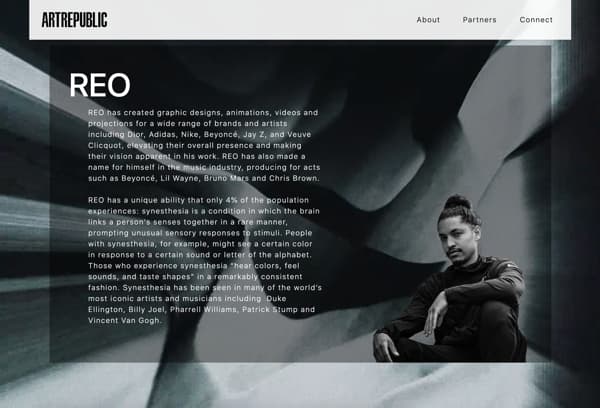 ARTREPUBLIC
About Partners Connect
REO
REO has created graphic designs, animations, videos and
projections for a wide range of brands and artists
including Dior, Adidas, Nike, Beyoncé, Jay Z, and Veuve
Clicquot, elevating their overall presence and making
their vision apparent in his work. REO has also made a
name for himself in the music industry, producing for acts
such as Beyoncé, Lil Wayne, Bruno Mars and Chris Brown.
REO has a unique ability that only 4% of the population
experiences: synesthesia is a condition in which the brain
links a person's senses together in a rare manner,
prompting unusual sensory responses to stimuli. People
with synesthesia, for example, might see a certain color
in response to a certain sound or letter of the alphabet.
Those who experience synesthesia "hear colors, feel
sounds, and taste shapes" in a remarkably consistent
fashion. Synesthesia has been seen in many of the world's
most iconic artists and musicians including Duke
Ellington, Billy Joel, Pharrell Williams, Patrick Stump and
Vincent Van Gogh.